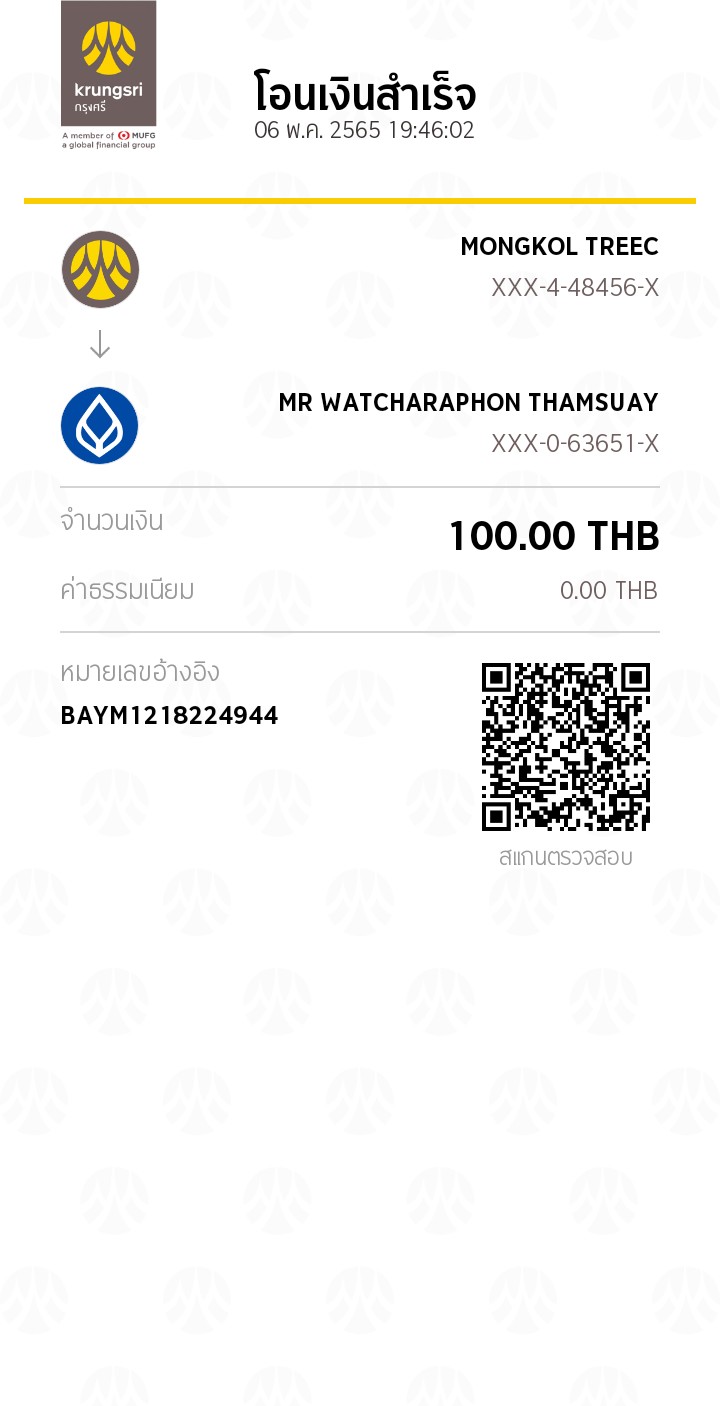 krungsri
กรุงศรี
A member of MUFG
a global financial group
โอนเงินสำเร็จ
06 พ.ค. 2565 19:46:02
MONGKOL TREEC
XXX-4-48456-X
MR WATCHARAPHON THAMSUAY
XXX-0-63651-X
จำนวนเงิน
100.00 THB
ค่าธรรมเนียม
0.00 THB
หมายเลขอ้างอิง
BAYM1218224944
สแกนตรวจสอบ